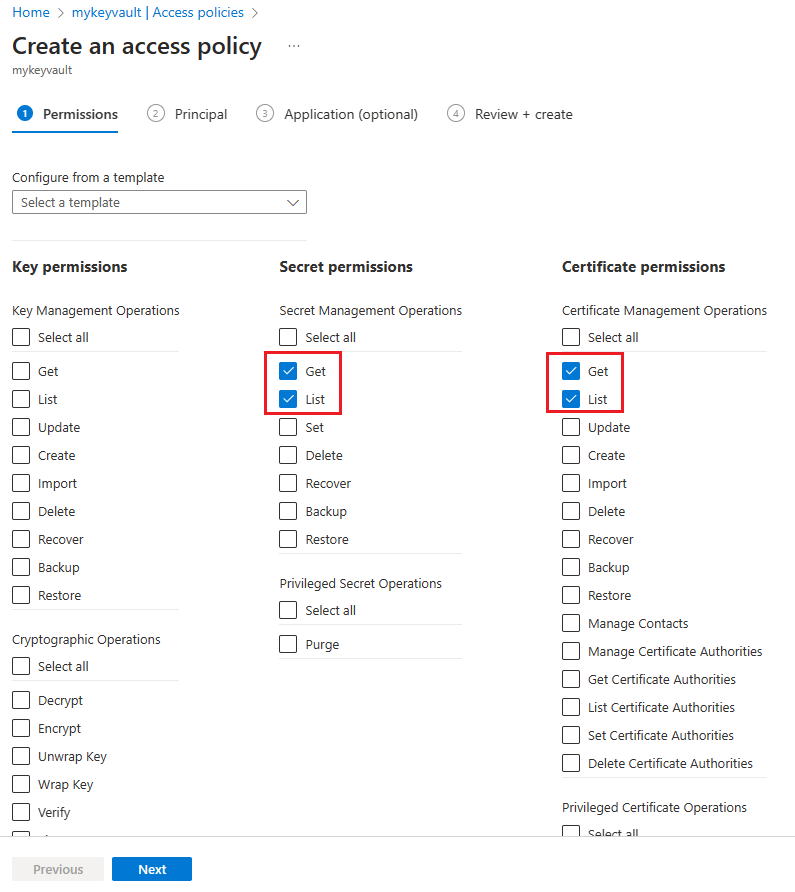 Home > mykeyvault | Access policies >
Create an access policy ...
mykeyvault
1 Permissions
2 Principal
3 Application (optional)
4 Review + create
Configure from a template
Select a template
Key permissions
Key Management Operations
Select all
Get
List
Update
Create
Import
Delete
Recover
Backup
Restore
Cryptographic Operations
Select all
Decrypt
Encrypt
Unwrap Key
Wrap Key
Verify
Secret permissions
Secret Management Operations
Select all
Get
List
Set
Delete
Recover
Backup
Restore
Privileged Secret Operations
Select all
Purge
Certificate permissions
Certificate Management Operations
Select all
Get
List
Update
Create
Import
Delete
Recover
Backup
Restore
Manage Contacts
Manage Certificate Authorities
Get Certificate Authorities
List Certificate Authorities
Set Certificate Authorities
Delete Certificate Authorities
Privileged Certificate Operations
Select all
Previous
Next